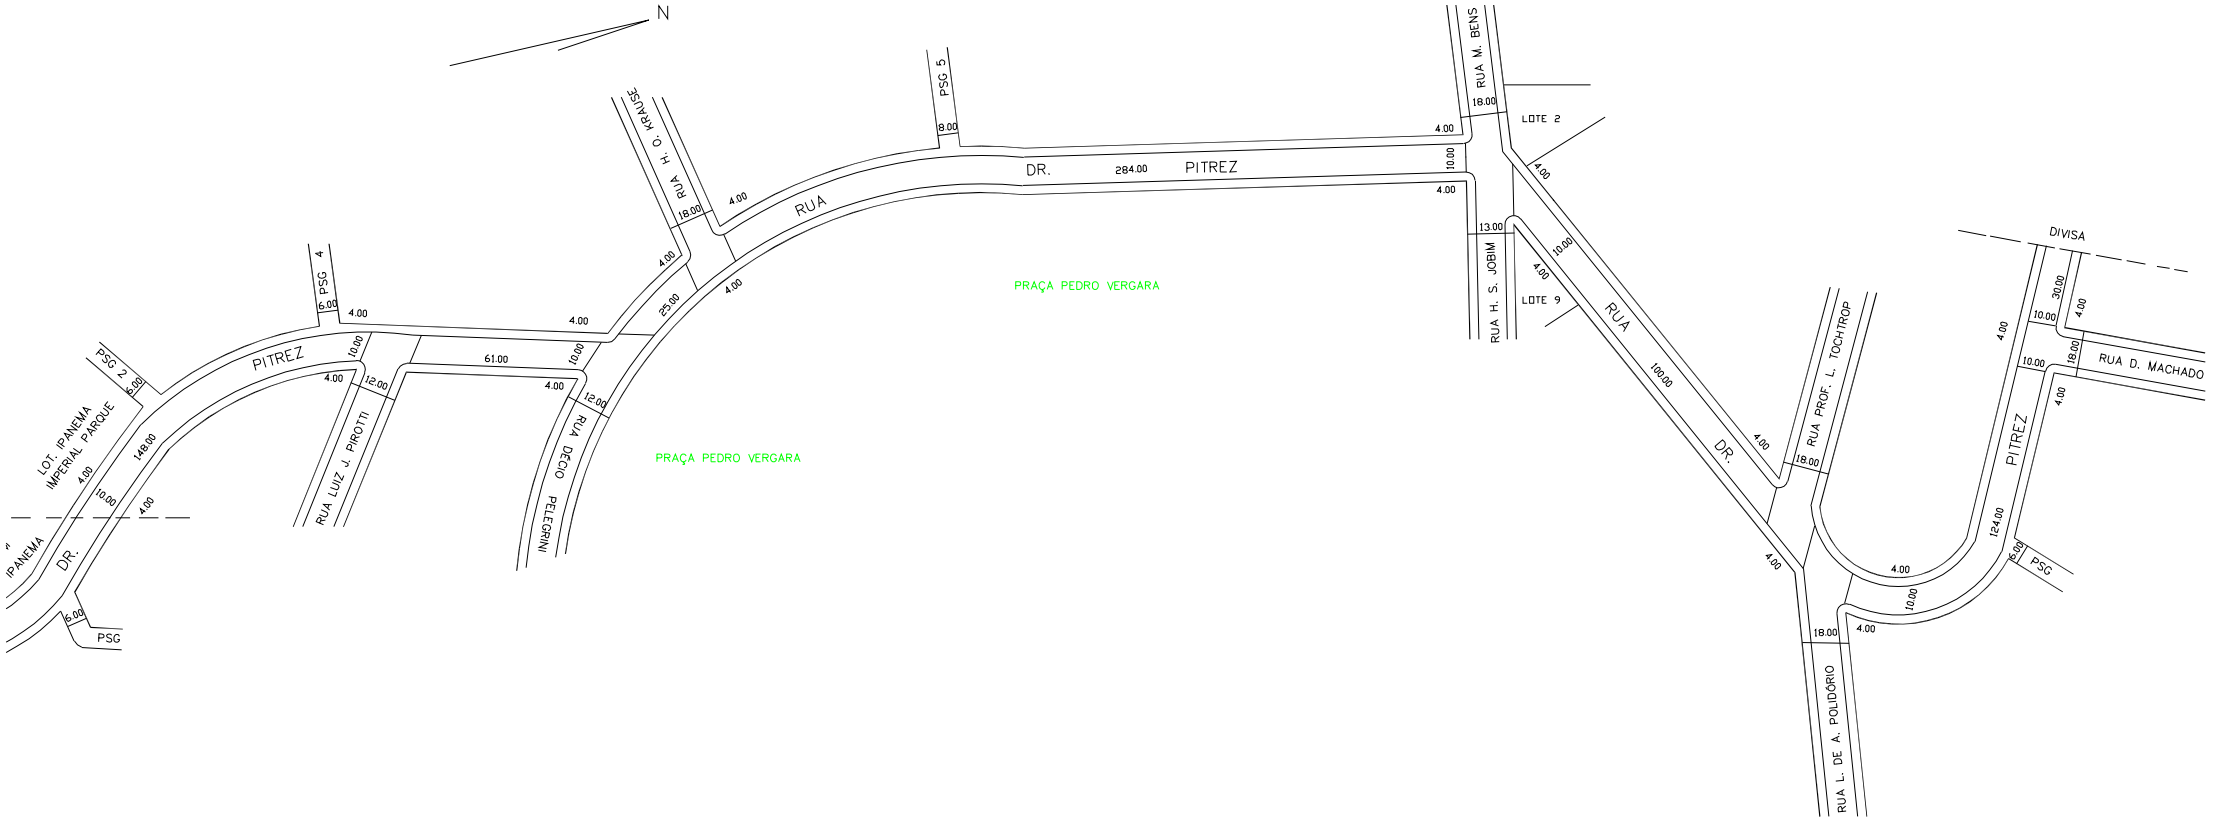 N
RUA M. BENS
18.00
LOTE 2
4.00
4.00
10.00
PSG 5
8.00
RUA H. O. KRAUSE
18.00
4.00
4.00
RUA
DR.
284.00
PITREZ
4.00
4.00
25.00
PRAÇA PEDRO VERGARA
13.00
RUA H. S. JOBIM
LOTE 9
4.00
10.00
RUA
100.00
DR.
4.00
4.00
PSG 4
6.00
4.00
4.00
PITREZ
10.00
61.00
10.00
4.00
12.00
4.00
12.00
RUA LUIZ J. PIROTTI
RUA DÉCIO PELEGRINI
PRAÇA PEDRO VERGARA
PSG 2
6.00
LOT. IPANEMA
IMPERIAL PARQUE
148.00
4.00
10.00
4.00
IPANEMA
DR.
6.00
PSG
RUA PROF. L. TOCHTROP
18.00
DIVISA
30.00
4.00
10.00
4.00
10.00
18.00
RUA D. MACHADO
4.00
PITREZ
124.00
6.00
PSG
4.00
10.00
18.00
4.00
RUA L. DE A. POLIDÓRIO